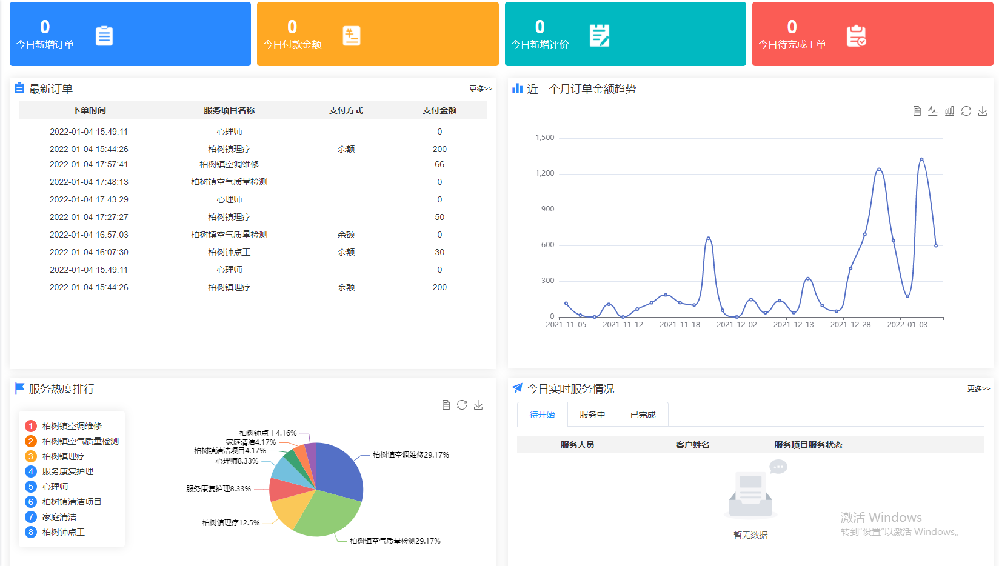 0
今日新增订单
0
今日付款金额
0
今日新增评价
0
今日待完成工单
最新订单 更多>>
下单时间 服务项目名称 支付方式 支付金额
2022-01-04 15:49:11 心理师 0
2022-01-04 15:44:26 柏树镇理疗 余额 200
2022-01-04 17:57:41 柏树镇空调维修 66
2022-01-04 17:48:13 柏树镇空气质量检测 0
2022-01-04 17:43:29 心理师 0
2022-01-04 17:27:27 柏树镇理疗 50
2022-01-04 16:57:03 柏树镇空气质量检测 余额 0
2022-01-04 16:07:30 柏树钟点工 余额 30
2022-01-04 15:49:11 心理师 0
2022-01-04 15:44:26 柏树镇理疗 余额 200
近一个月订单金额趋势
1,500
1,200
900
600
300
0
2021-11-05 2021-11-12 2021-11-18 2021-12-02 2021-12-13 2021-12-28 2022-01-03
服务热度排行
1 柏树镇空调维修
2 柏树镇空气质量检测
3 柏树镇理疗
4 服务康复护理
5 心理师
6 柏树镇清洁项目
7 家庭清洁
8 柏树钟点工
柏树钟点工4.16%
家庭清洁4.17%
柏树镇清洁项目4.17%
心理师8.33%
服务康复护理8.33%
柏树镇理疗12.5%
柏树镇空调维修29.17%
柏树镇空气质量检测29.17%
今日实时服务情况 更多>>
待开始 服务中 已完成
服务人员 客户姓名 服务项目服务状态
暂无数据
激活 Windows
转到“设置”以激活 Windows。